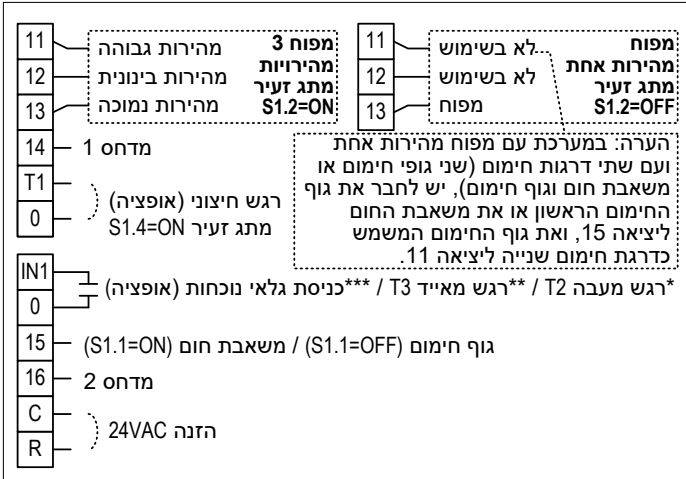 11 מהירות גבוהה
12 מהירות בינונית
13 מהירות נמוכה
מפוח 3
מהירויות
מתג זעיר
S1.2=ON
11 לא בשימוש
12 לא בשימוש
13 מפוח
מפוח
מהירות אחת
מתג זעיר
S1.2=OFF
14 מדחס 1
T1
0
רגש חיצוני (אופציה)
מתג זעיר S1.4=ON
הערה: במערכת עם מפוח מהירות אחת
ועם שתי דרגות חימום (שני גופי חימום או
משאבת חום וגוף חימום), יש לחבר את גוף
החימום הראשון או את משאבת החום
ליציאה 15, ואת גוף החימום המשמש
כדרגת חימום שנייה ליציאה 11.
IN1
0
*רגש מעבה T2 / **רגש מאייד T3 / ***כניסת גלאי נוכחות (אופציה)
15 גוף חימום (S1.1=OFF) / משאבת חום (S1.1=ON)
16 מדחס 2
C
R
הזנה 24VAC